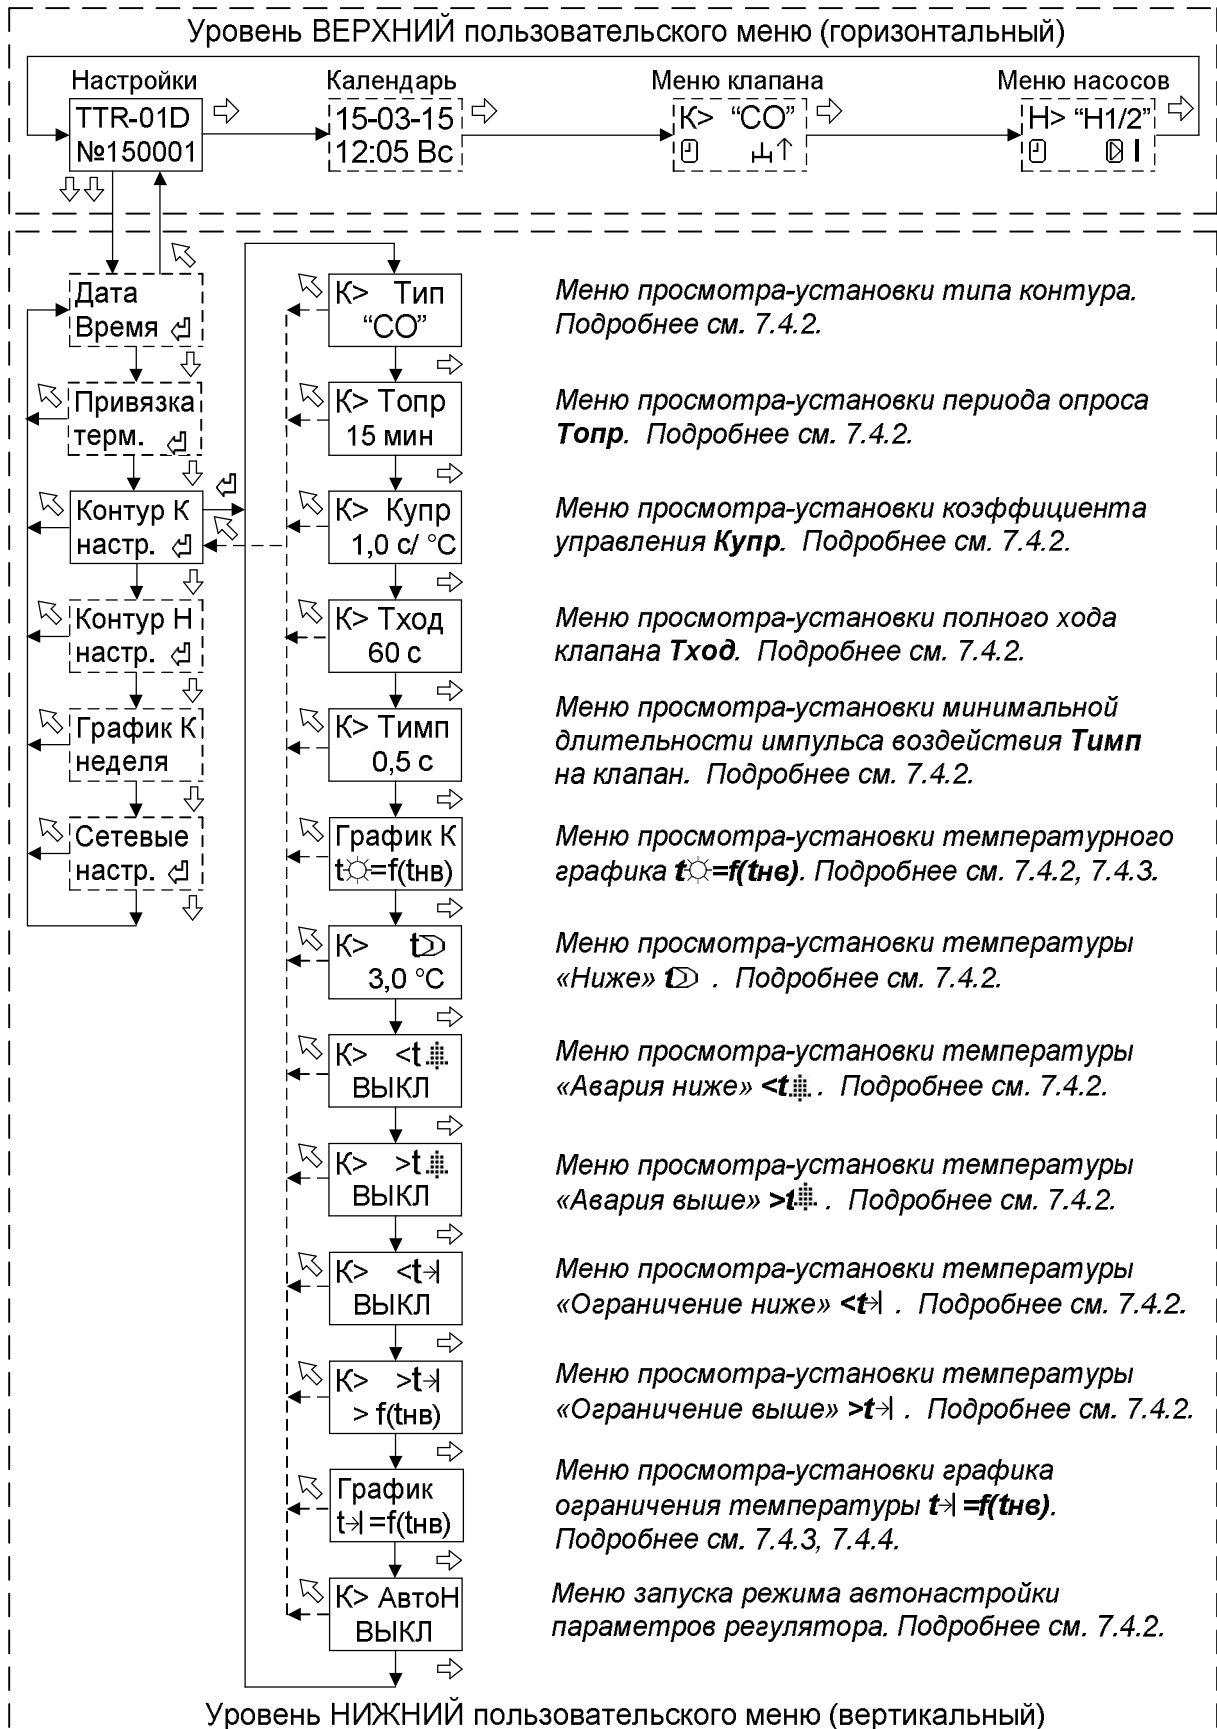 Уровень ВЕРХНИЙ пользовательского меню (горизонтальный)
Настройки
Календарь
Меню клапана
Меню насосов
TTR-01D
№150001
15-03-15
12:05 Вс
К> “СО”
Н> “Н1/2”
Дата
Время
Привязка
терм.
Контур К
настр.
Контур Н
настр.
График К
неделя
Сетевые
настр.
К> Тип
“СО”
Меню просмотра-установки типа контура.
Подробнее см. 7.4.2.
К> Топр
15 мин
Меню просмотра-установки периода опроса
Топр. Подробнее см. 7.4.2.
К> Купр
1,0 с/ °С
Меню просмотра-установки коэффициента
управления Купр. Подробнее см. 7.4.2.
К> Тход
60 с
Меню просмотра-установки полного хода
клапана Тход. Подробнее см. 7.4.2.
К> Тимп
0,5 с
Меню просмотра-установки минимальной
длительности импульса воздействия Тимп
на клапан. Подробнее см. 7.4.2.
График К
t☼=f(tнв)
Меню просмотра-установки температурного
графика t☼=f(tнв). Подробнее см. 7.4.2, 7.4.3.
К> t
3,0 °С
Меню просмотра-установки температуры
«Ниже» t . Подробнее см. 7.4.2.
К> <t
ВЫКЛ
Меню просмотра-установки температуры
«Авария ниже» <t . Подробнее см. 7.4.2.
К> >t
ВЫКЛ
Меню просмотра-установки температуры
«Авария выше» >t . Подробнее см. 7.4.2.
К> <t→|
ВЫКЛ
Меню просмотра-установки температуры
«Ограничение ниже» <t→| . Подробнее см. 7.4.2.
К> >t→|
> f(tнв)
Меню просмотра-установки температуры
«Ограничение выше» >t→| . Подробнее см. 7.4.2.
График
t→|=f(tнв)
Меню просмотра-установки графика
ограничения температуры t→|=f(tнв).
Подробнее см. 7.4.3, 7.4.4.
К> АвтоН
ВЫКЛ
Меню запуска режима автонастройки
параметров регулятора. Подробнее см. 7.4.2.
Уровень НИЖНИЙ пользовательского меню (вертикальный)